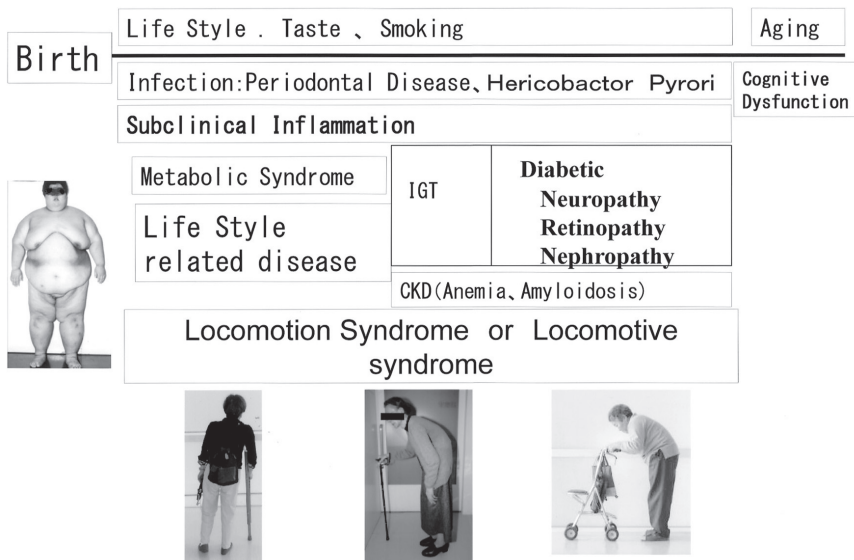 Life Style . Taste 、 Smoking
Aging
Birth
Infection:Periodontal Disease、Hericobactor Pyrori
Cognitive
Dysfunction
Subclinical Inflammation
Metabolic Syndrome
IGT
Diabetic
Neuropathy
Retinopathy
Nephropathy
Life Style
related disease
CKD(Anemia、Amyloidosis)
Locomotion Syndrome or Locomotive
syndrome